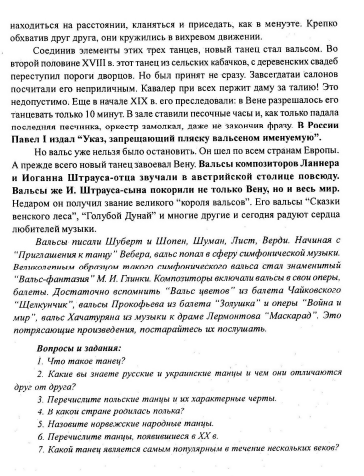 находиться на расстоянии, кланяться и приседать, как в менуэте. Крепко
обхватив друг друга, они кружились в вихревом движении.
Соединив элементы этих трех танцев, новый танец стал вальсом. Во
второй половине XVIII в. этот танец из сельских кабачков, с деревенских свадеб
переступил пороги дворцов. Но был принят не сразу. Завсегдатаи салонов
посчитали его неприличным. Кавалер при всех держит даму за талию! Это
недопустимо. Еще в начале XIX в. его преследовали: в Вене разрешалось его
танцевать только 10 минут. В зале ставили песочные часы и, как только падала
последняя песчинка, оркестр замолкал, даже не закончив фразу. В России
Павел I издал "Указ, запрещающий пляску вальсеном именуемую".
Но вальс уже нельзя было остановить. Он шел по всем странам Европы.
А прежде всего новый танец завоевал Вену. Вальсы композиторов Ланнера
и Иоганна Штрауса-отца звучали в австрийской столице повсюду.
Вальсы же И. Штрауса-сына покорили не только Вену, но и весь мир.
Недаром он получил звание великого "короля вальсов". Его вальсы "Сказки
венского леса", "Голубой Дунай" и многие другие и сегодня радуют сердца
любителей музыки.
Вальсы писали Шуберт и Шопен, Шуман, Лист, Верди. Начиная с
"Приглашения к танцу" Вебера, вальс попал в сферу симфонической музыки.
Великолепным образцом такого симфонического вальса стал знаменитый
"Вальс-фантазия" М. И. Глинки. Композиторы включали вальсы в свои оперы,
балеты. Достаточно вспомнить "Вальс цветов" из балета Чайковского
"Щелкунчик", вальсы Прокофьева из балета "Золушка" и оперы "Война и
мир", вальс Хачатуряна из музыки к драме Лермонтова "Маскарад". Это
потрясающие произведения, постарайтесь их послушать.
Вопросы и задания:
1. Что такое танец?
2. Какие вы знаете русские и украинские танцы и чем они отличаются
друг от друга?
3. Перечислите польские танцы и их характерные черты.
4. В какой стране родилась полька?
5. Назовите норвежские народные танцы.
6. Перечислите танцы, появившиеся в XX в.
7. Какой танец является самым популярным в течение нескольких веков?